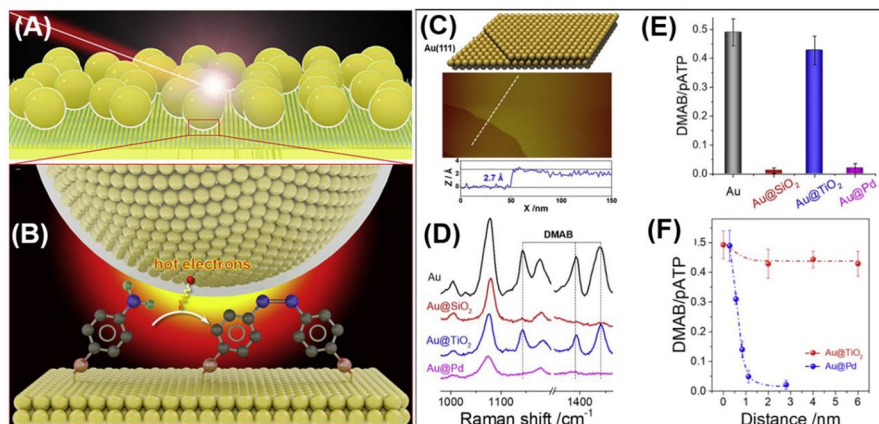 (A)
(B)
hot electrons
(C)
Au(111)
Z / Å
4
2
0
2.7 Å
0
50
100
150
X /nm
(D)
DMAB
Au
Au@SiO₂
Au@TiO₂
Au@Pd
1000
1100
1400
Raman shift /cm⁻¹
(E)
DMAB/pATP
0.5
0.4
0.3
0.2
0.1
0.0
Au
Au@SiO₂
Au@TiO₂
Au@Pd
(F)
DMAB/pATP
0.5
0.4
0.3
0.2
0.1
0.0
Au@TiO₂
Au@Pd
0
1
2
3
4
5
6
Distance /nm